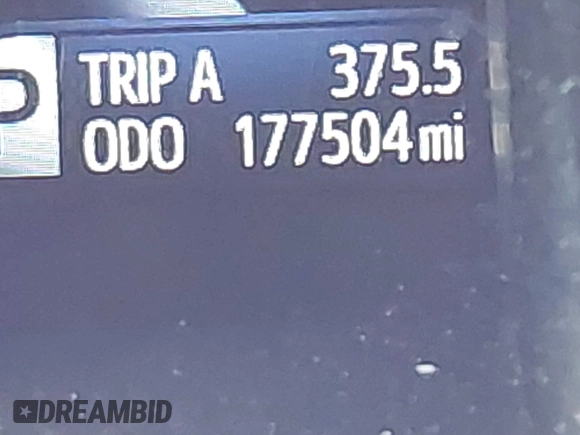 P
TRIP A 375.5
ODO 177504 mi
DREAMBID